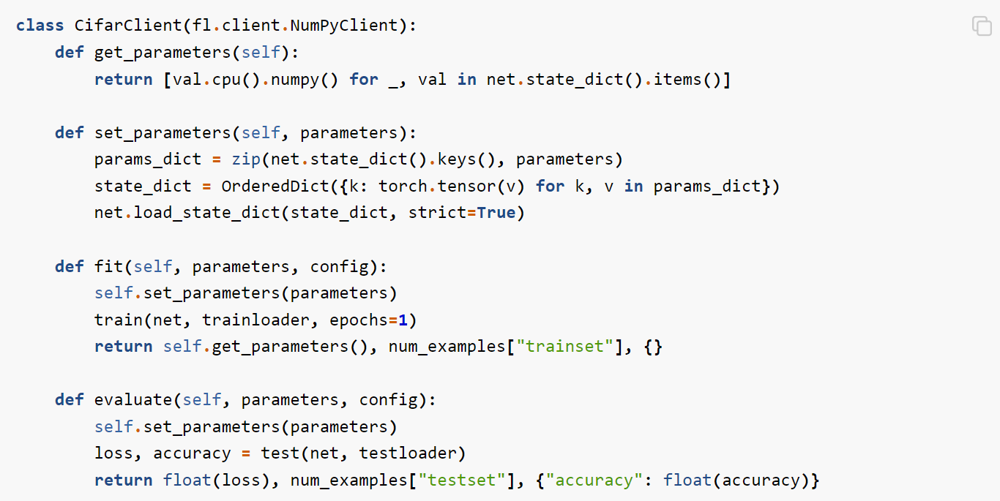 class CifarClient(fl.client.NumPyClient):
    def get_parameters(self):
        return [val.cpu().numpy() for _, val in net.state_dict().items()]

    def set_parameters(self, parameters):
        params_dict = zip(net.state_dict().keys(), parameters)
        state_dict = OrderedDict({k: torch.tensor(v) for k, v in params_dict})
        net.load_state_dict(state_dict, strict=True)

    def fit(self, parameters, config):
        self.set_parameters(parameters)
        train(net, trainloader, epochs=1)
        return self.get_parameters(), num_examples["trainset"], {}

    def evaluate(self, parameters, config):
        self.set_parameters(parameters)
        loss, accuracy = test(net, testloader)
        return float(loss), num_examples["testset"], {"accuracy": float(accuracy)}